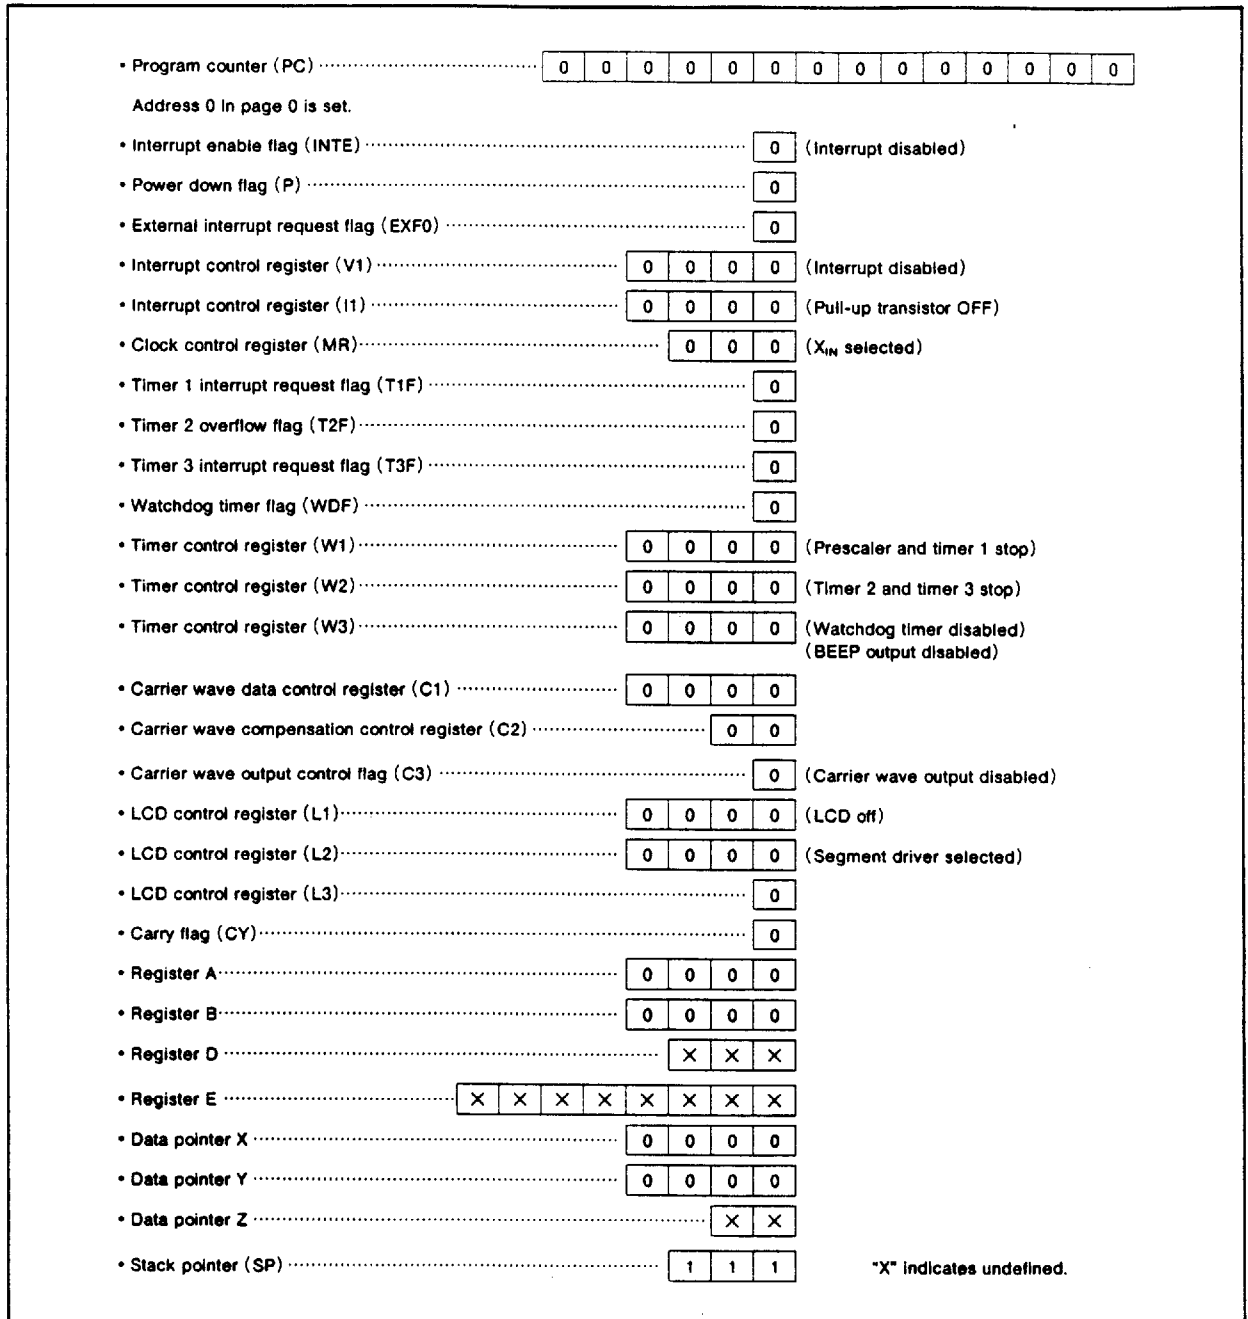 • Program counter (PC) 0 0 0 0 0 0 0 0 0 0 0 0 0 0
Address 0 in page 0 is set.
• Interrupt enable flag (INTE) 0 (Interrupt disabled)
• Power down flag (P) 0
• External interrupt request flag (EXF0) 0
• Interrupt control register (V1) 0 0 0 0 (Interrupt disabled)
• Interrupt control register (I1) 0 0 0 0 (Pull-up transistor OFF)
• Clock control register (MR) 0 0 0 (XIN selected)
• Timer 1 interrupt request flag (T1F) 0
• Timer 2 overflow flag (T2F) 0
• Timer 3 interrupt request flag (T3F) 0
• Watchdog timer flag (WDF) 0
• Timer control register (W1) 0 0 0 0 (Prescaler and timer 1 stop)
• Timer control register (W2) 0 0 0 0 (Timer 2 and timer 3 stop)
• Timer control register (W3) 0 0 0 0 (Watchdog timer disabled)
(BEEP output disabled)
• Carrier wave data control register (C1) 0 0 0 0
• Carrier wave compensation control register (C2) 0 0
• Carrier wave output control flag (C3) 0 (Carrier wave output disabled)
• LCD control register (L1) 0 0 0 0 (LCD off)
• LCD control register (L2) 0 0 0 0 (Segment driver selected)
• LCD control register (L3) 0
• Carry flag (CY) 0
• Register A 0 0 0 0
• Register B 0 0 0 0
• Register D X X X
• Register E X X X X X X X X
• Data pointer X 0 0 0 0
• Data pointer Y 0 0 0 0
• Data pointer Z X X
• Stack pointer (SP) 1 1 1 "X" indicates undefined.